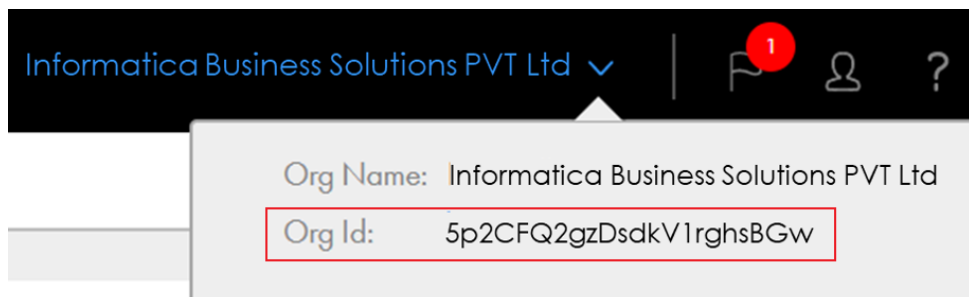 Informatica Business Solutions PVT Ltd
1
?
Org Name: Informatica Business Solutions PVT Ltd
Org Id: 5p2CFQ2gzDsdkV1rghsBGw